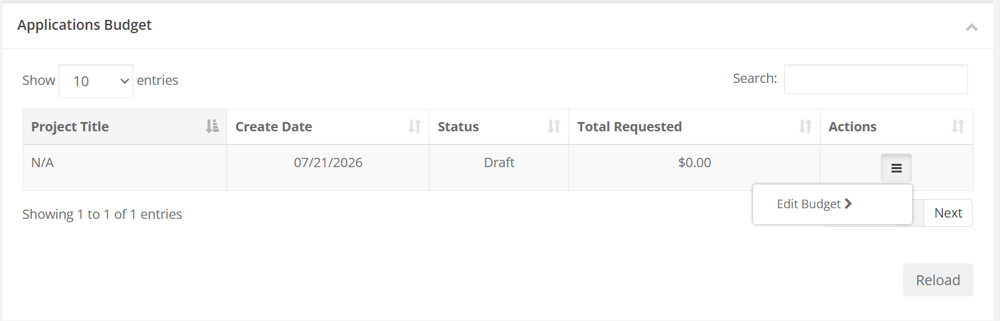 Applications Budget
Show 10 entries
Search:
Project Title Create Date Status Total Requested Actions
N/A 07/21/2026 Draft $0.00
Edit Budget
Showing 1 to 1 of 1 entries
Next
Reload